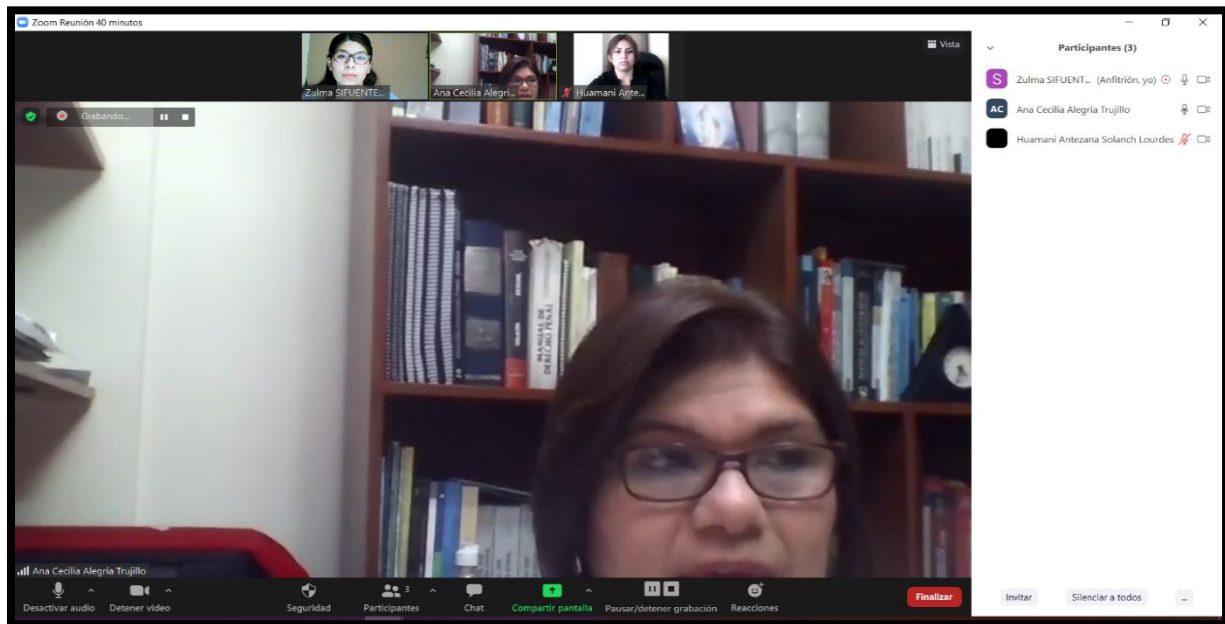 Zoom Reunión 40 minutos
Vista
Participantes (3)
Zulma SIFUENTE...
Ana Cecilia Alegri...
Huamani Ante...
S Zulma SIFUENT... (Anfitrión, yo)
AC Ana Cecilia Alegria Trujillo
Huamani Antezana Solanch Lourdes
Grabando...
MANUAL DE
DERECHO PENAL
Ana Cecilia Alegria Trujillo
3
Desactivar audio
Detener video
Seguridad
Participantes
Chat
Compartir pantalla
Pausar/detener grabación
Reacciones
Finalizar
Invitar
Silenciar a todos
...